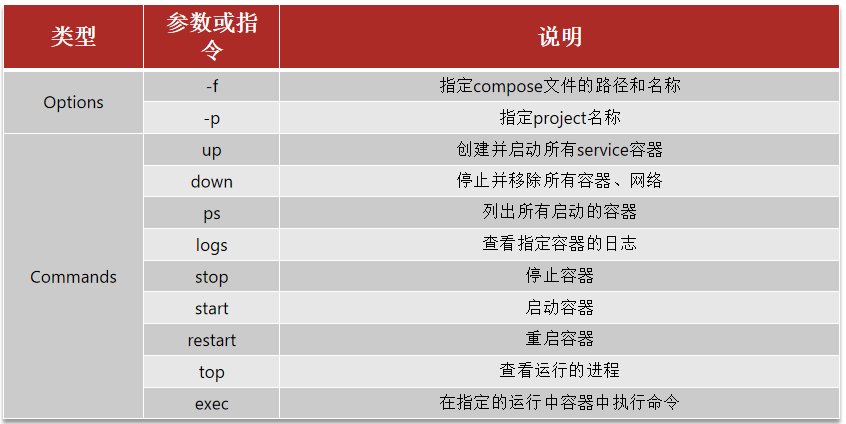 类型 参数或指令 说明
Options -f 指定compose文件的路径和名称
-p 指定project名称
Commands up 创建并启动所有service容器
down 停止并移除所有容器、网络
ps 列出所有启动的容器
logs 查看指定容器的日志
stop 停止容器
start 启动容器
restart 重启容器
top 查看运行的进程
exec 在指定的运行中容器中执行命令